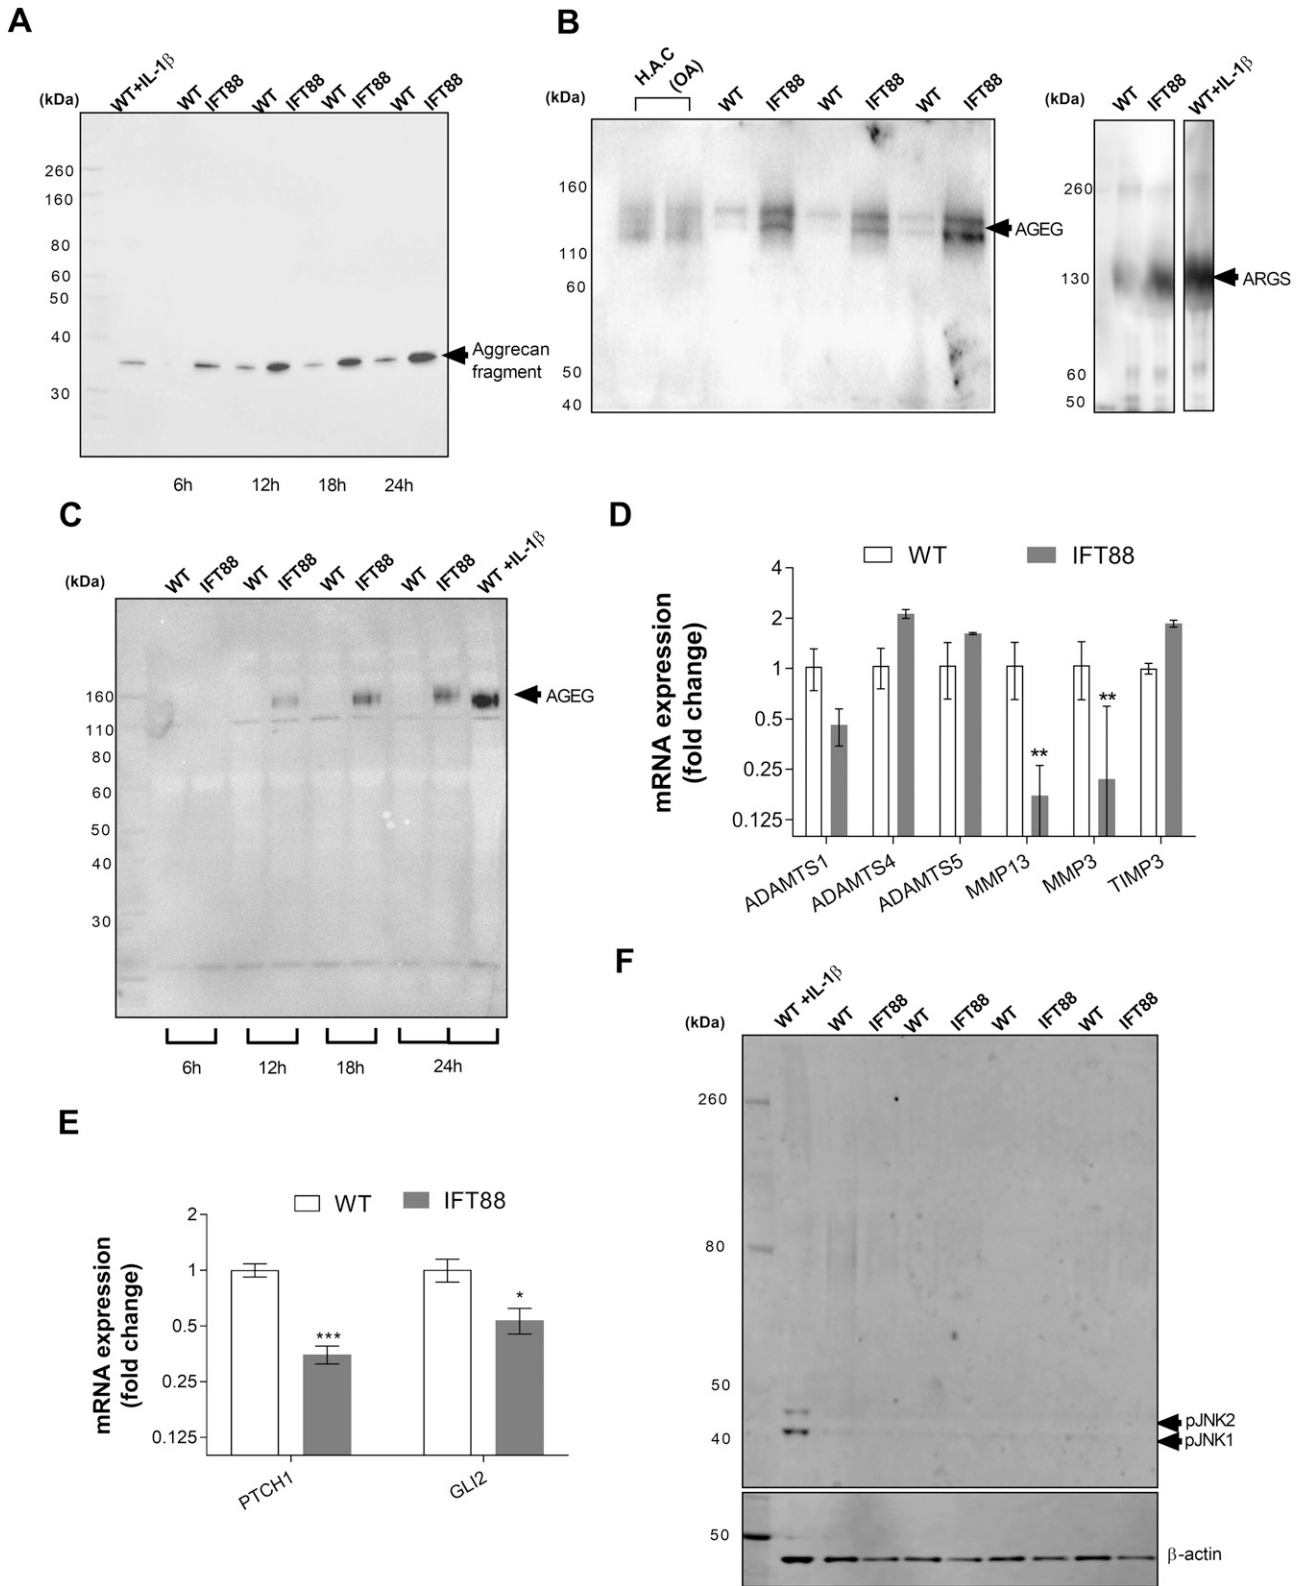 A
(kDa)
WT+IL-1β
WT
IFT88
WT
IFT88
WT
IFT88
WT
IFT88
260
160
80
60
50
40
30
Aggrecan
fragment
6h
12h
18h
24h
B
(kDa)
H.A.C
(OA)
WT
IFT88
WT
IFT88
WT
IFT88
160
110
60
50
40
AGEG
(kDa)
WT
IFT88
WT+IL-1β
260
130
60
50
ARGS
C
(kDa)
WT
IFT88
WT
IFT88
WT
IFT88
WT
IFT88
WT +IL-1β
160
110
80
60
50
40
30
AGEG
6h
12h
18h
24h
D
WT
IFT88
mRNA expression
(fold change)
4
2
1
0.5
0.25
0.125
**
**
ADAMTS1
ADAMTS4
ADAMTS5
MMP13
MMP3
TIMP3
E
WT
IFT88
mRNA expression
(fold change)
2
1
0.5
0.25
0.125
***
*
PTCH1
GLI2
F
(kDa)
WT +IL-1β
WT
IFT88
WT
IFT88
WT
IFT88
WT
IFT88
260
80
50
40
pJNK2
pJNK1
50
β-actin